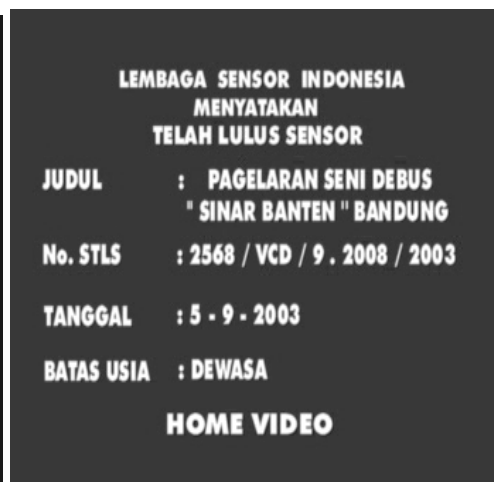 LEMBAGA SENSOR INDONESIA
MENYATAKAN
TELAH LULUS SENSOR
JUDUL : PAGELARAN SENI DEBUS
" SINAR BANTEN " BANDUNG
No. STLS : 2568 / VCD / 9 . 2008 / 2003
TANGGAL : 5 - 9 - 2003
BATAS USIA : DEWASA
HOME VIDEO